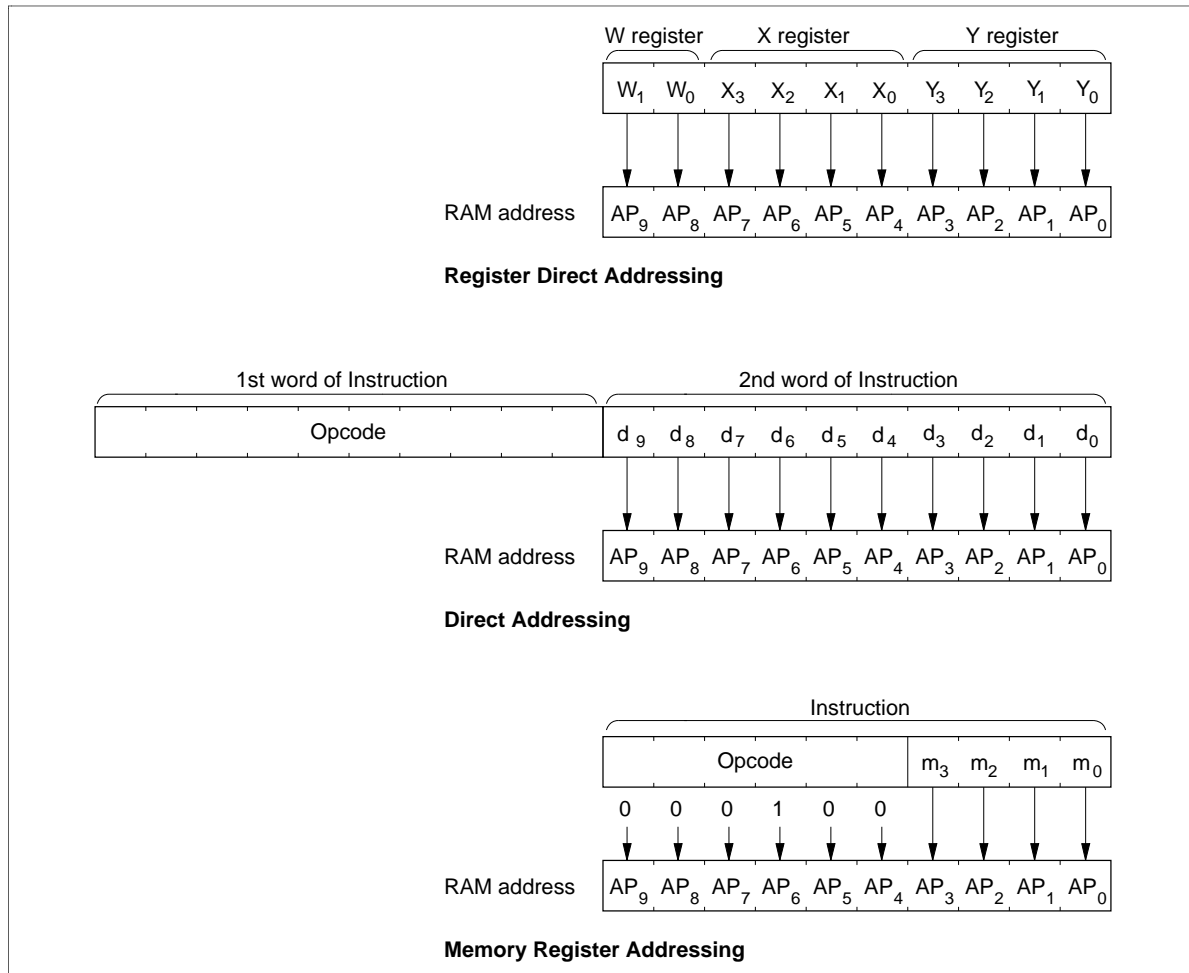 W register X register Y register
W1 W0 X3 X2 X1 X0 Y3 Y2 Y1 Y0
RAM address AP9 AP8 AP7 AP6 AP5 AP4 AP3 AP2 AP1 AP0
Register Direct Addressing
1st word of Instruction 2nd word of Instruction
Opcode d9 d8 d7 d6 d5 d4 d3 d2 d1 d0
RAM address AP9 AP8 AP7 AP6 AP5 AP4 AP3 AP2 AP1 AP0
Direct Addressing
Instruction
Opcode m3 m2 m1 m0
0 0 0 1 0 0
RAM address AP9 AP8 AP7 AP6 AP5 AP4 AP3 AP2 AP1 AP0
Memory Register Addressing